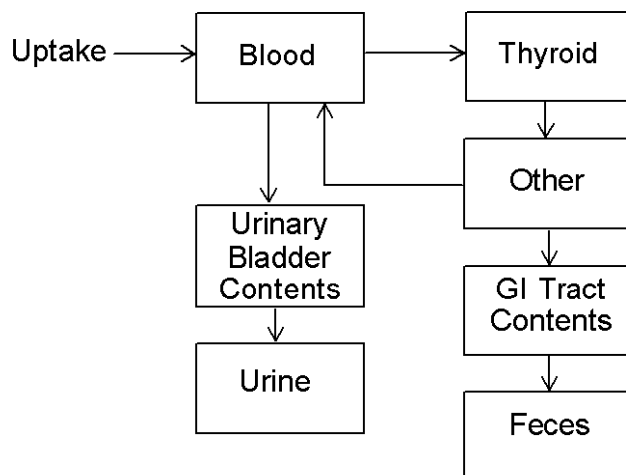 Uptake
Blood
Thyroid
Other
Urinary
Bladder
Contents
GI Tract
Contents
Urine
Feces